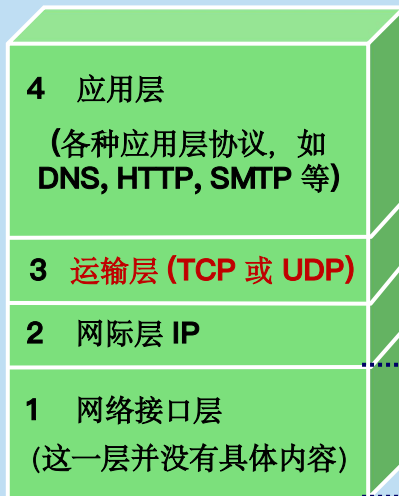 4 应用层
(各种应用层协议, 如
DNS, HTTP, SMTP 等)
3 运输层 (TCP 或 UDP)
2 网际层 IP
1 网络接口层
(这一层并没有具体内容)